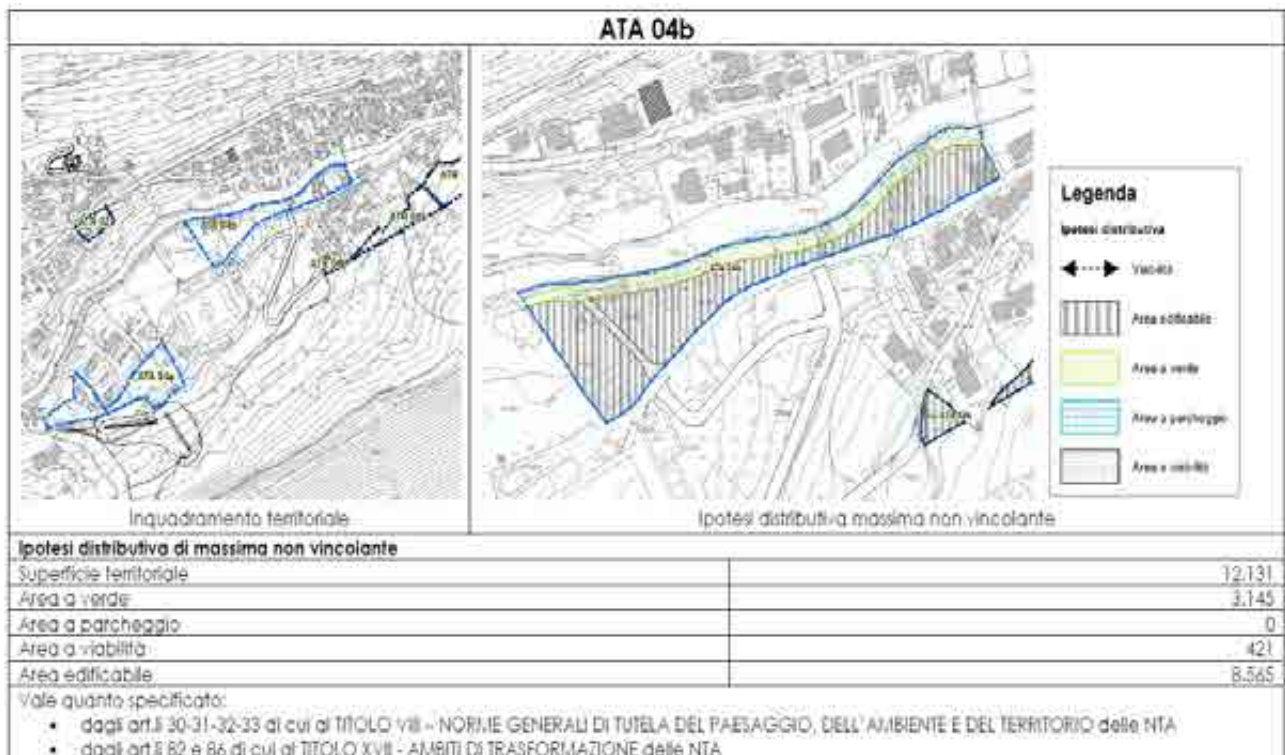 ATA 04b
ATA 04a
Inquadramento territoriale
Legenda
Ipotesi distributiva
Viabilità
Area edificabile
Area a verde
Area a parcheggio
Area a viabilità
Ipotesi distributiva massima non vincolante
Ipotesi distributiva di massima non vincolante
Superficie territoriale 12.131
Area a verde 3.145
Area a parcheggio 0
Area a viabilità 421
Area edificabile 8.565
Vale quanto specificato:
• dagli art.li 30-31-32-33 di cui al TITOLO VIII – NORME GENERALI DI TUTELA DEL PAESAGGIO, DELL'AMBIENTE E DEL TERRITORIO delle NTA
• dagli art.li 82 e 86 di cui al TITOLO XVII - AMBITI DI TRASFORMAZIONE delle NTA